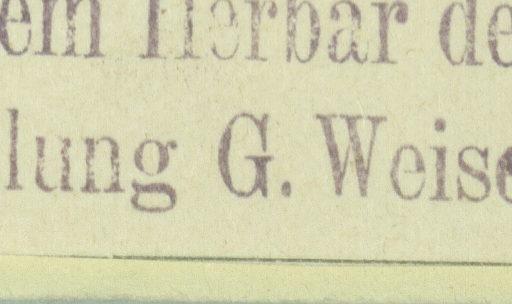 em Herbar de
lung G. Weise